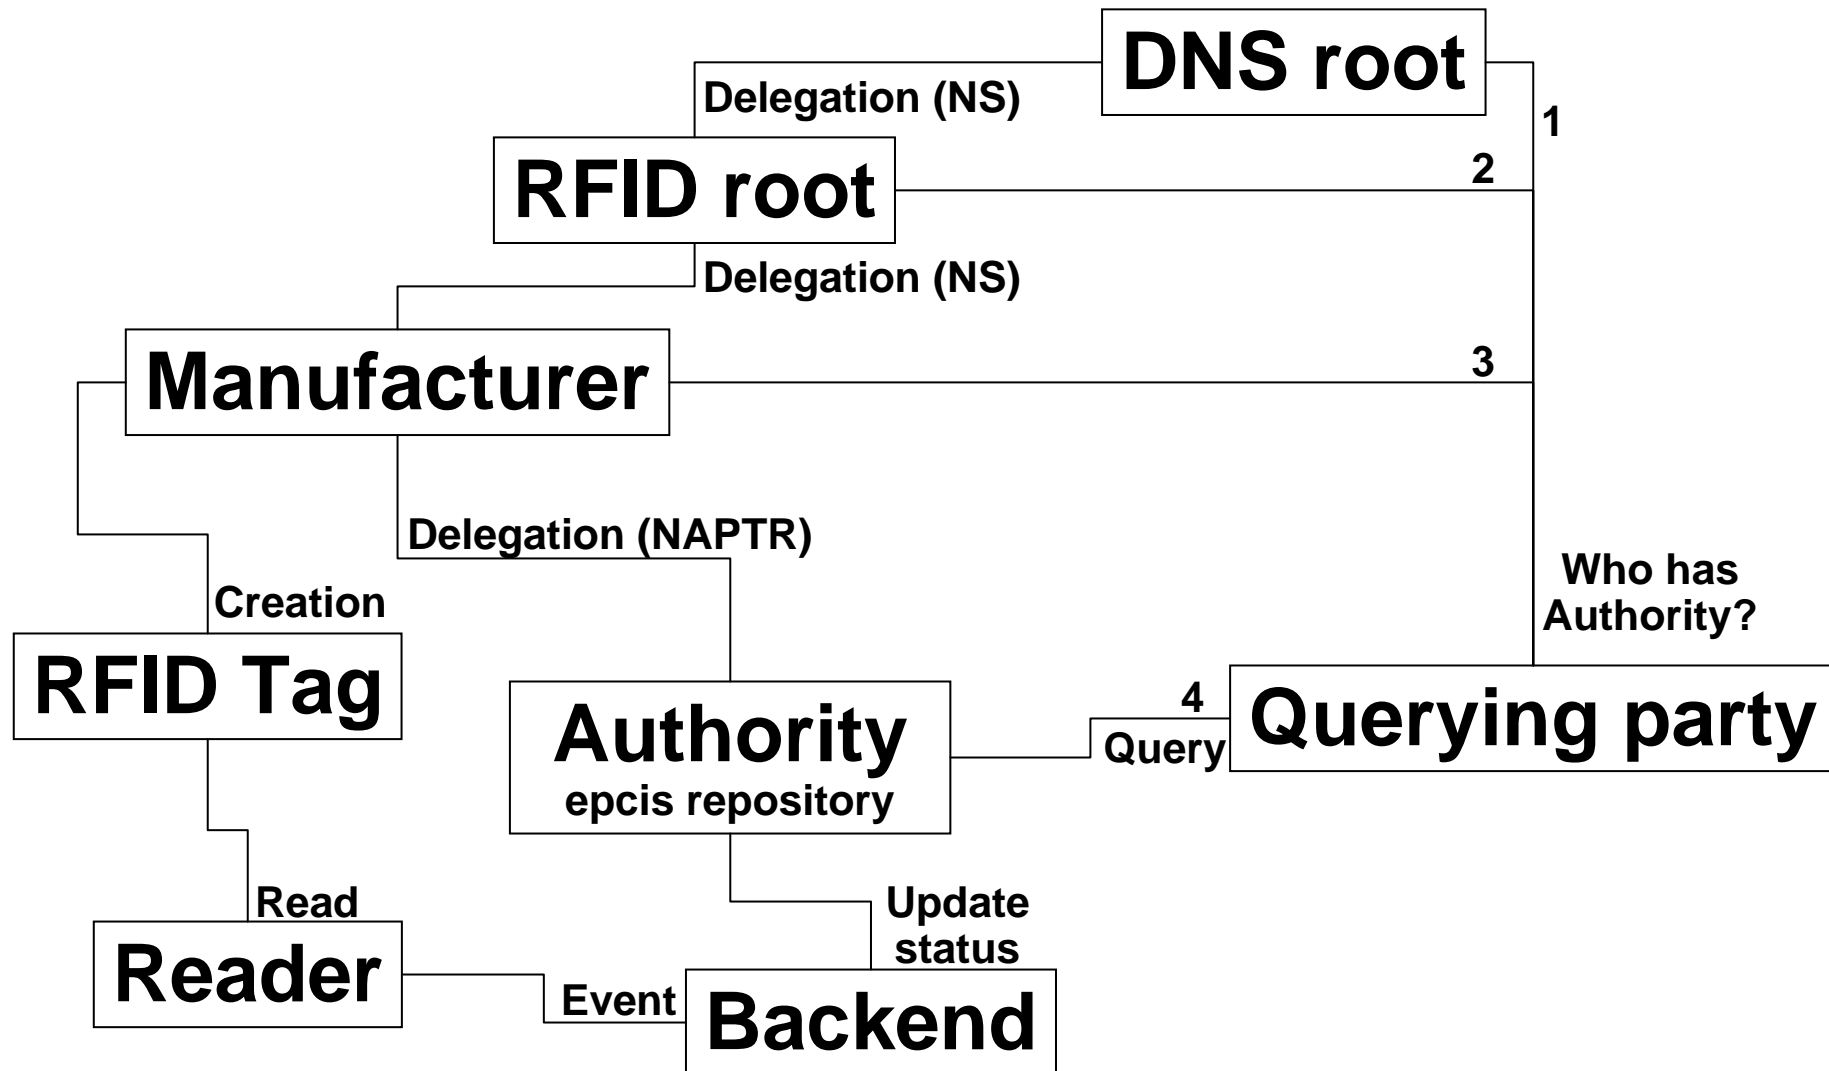 DNS root
Delegation (NS)
1
RFID root
2
Delegation (NS)
Manufacturer
3
Delegation (NAPTR)
Who has
Authority?
Creation
RFID Tag
Authority
epcis repository
4
Query
Querying party
Read
Update
status
Reader
Event
Backend